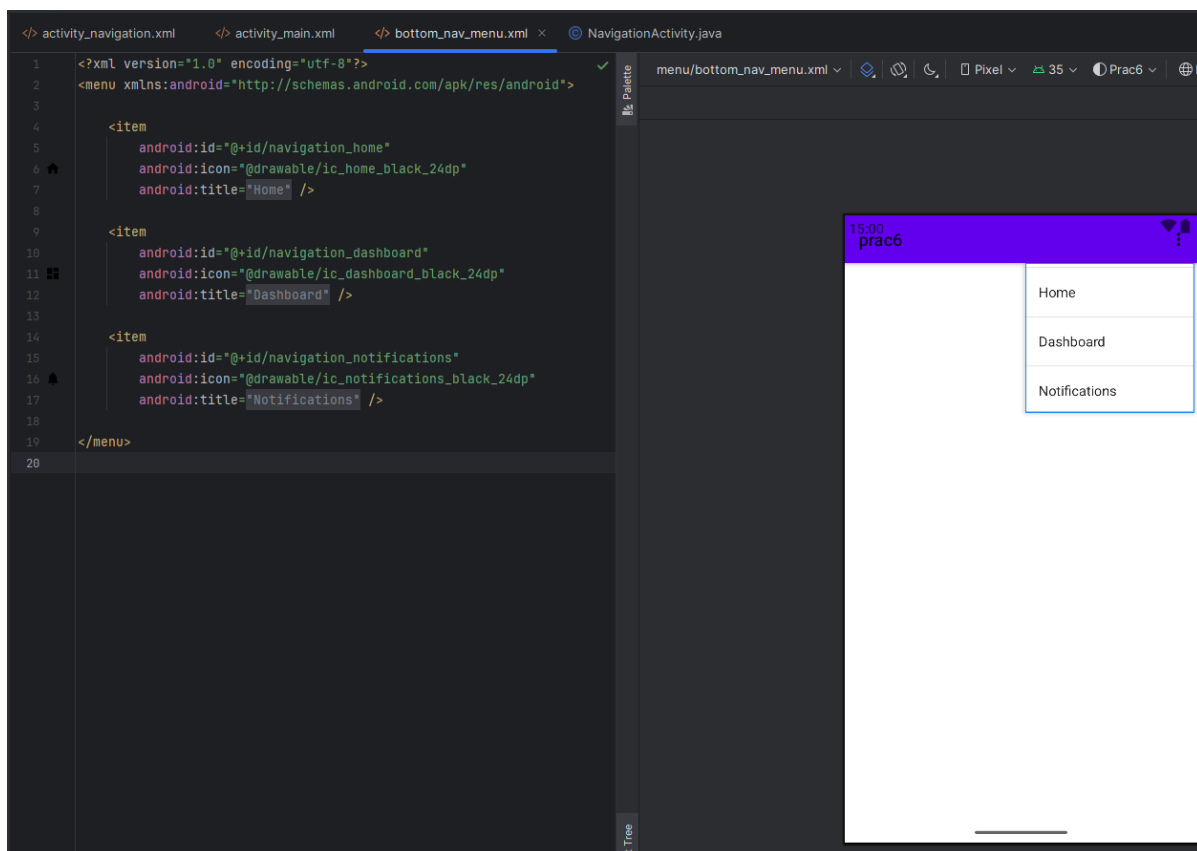 activity_navigation.xml activity_main.xml bottom_nav_menu.xml NavigationActivity.java
1 <?xml version="1.0" encoding="utf-8"?>
2 <menu xmlns:android="http://schemas.android.com/apk/res/android">
3
4 <item
5 android:id="@+id/navigation_home"
6 android:icon="@drawable/ic_home_black_24dp"
7 android:title="Home" />
8
9 <item
10 android:id="@+id/navigation_dashboard"
11 android:icon="@drawable/ic_dashboard_black_24dp"
12 android:title="Dashboard" />
13
14 <item
15 android:id="@+id/navigation_notifications"
16 android:icon="@drawable/ic_notifications_black_24dp"
17 android:title="Notifications" />
18
19 </menu>
20
Palette
Tree
menu/bottom_nav_menu.xml Pixel 35 Prac6
15:00
prac6
Home
Dashboard
Notifications